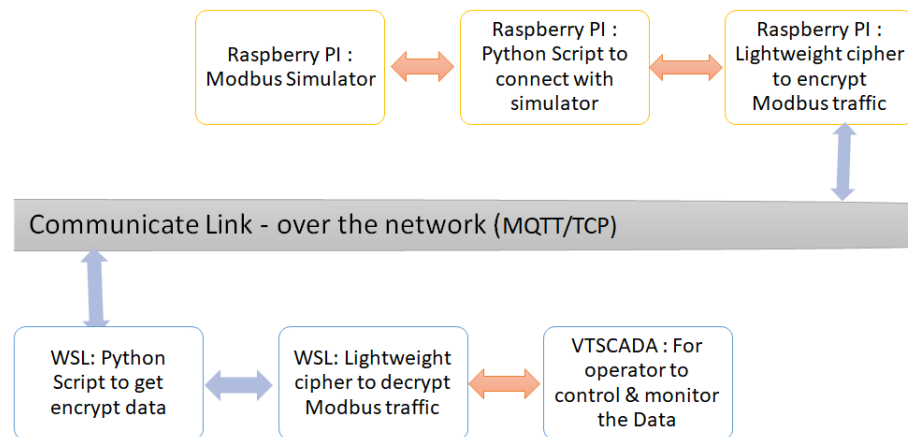 Raspberry PI :
Modbus Simulator
Raspberry PI :
Python Script to
connect with
simulator
Raspberry PI :
Lightweight cipher
to encrypt
Modbus traffic
Communicate Link - over the network (MQTT/TCP)
WSL: Python
Script to get
encrypt data
WSL: Lightweight
cipher to decrypt
Modbus traffic
VTSCADA : For
operator to
control & monitor
the Data